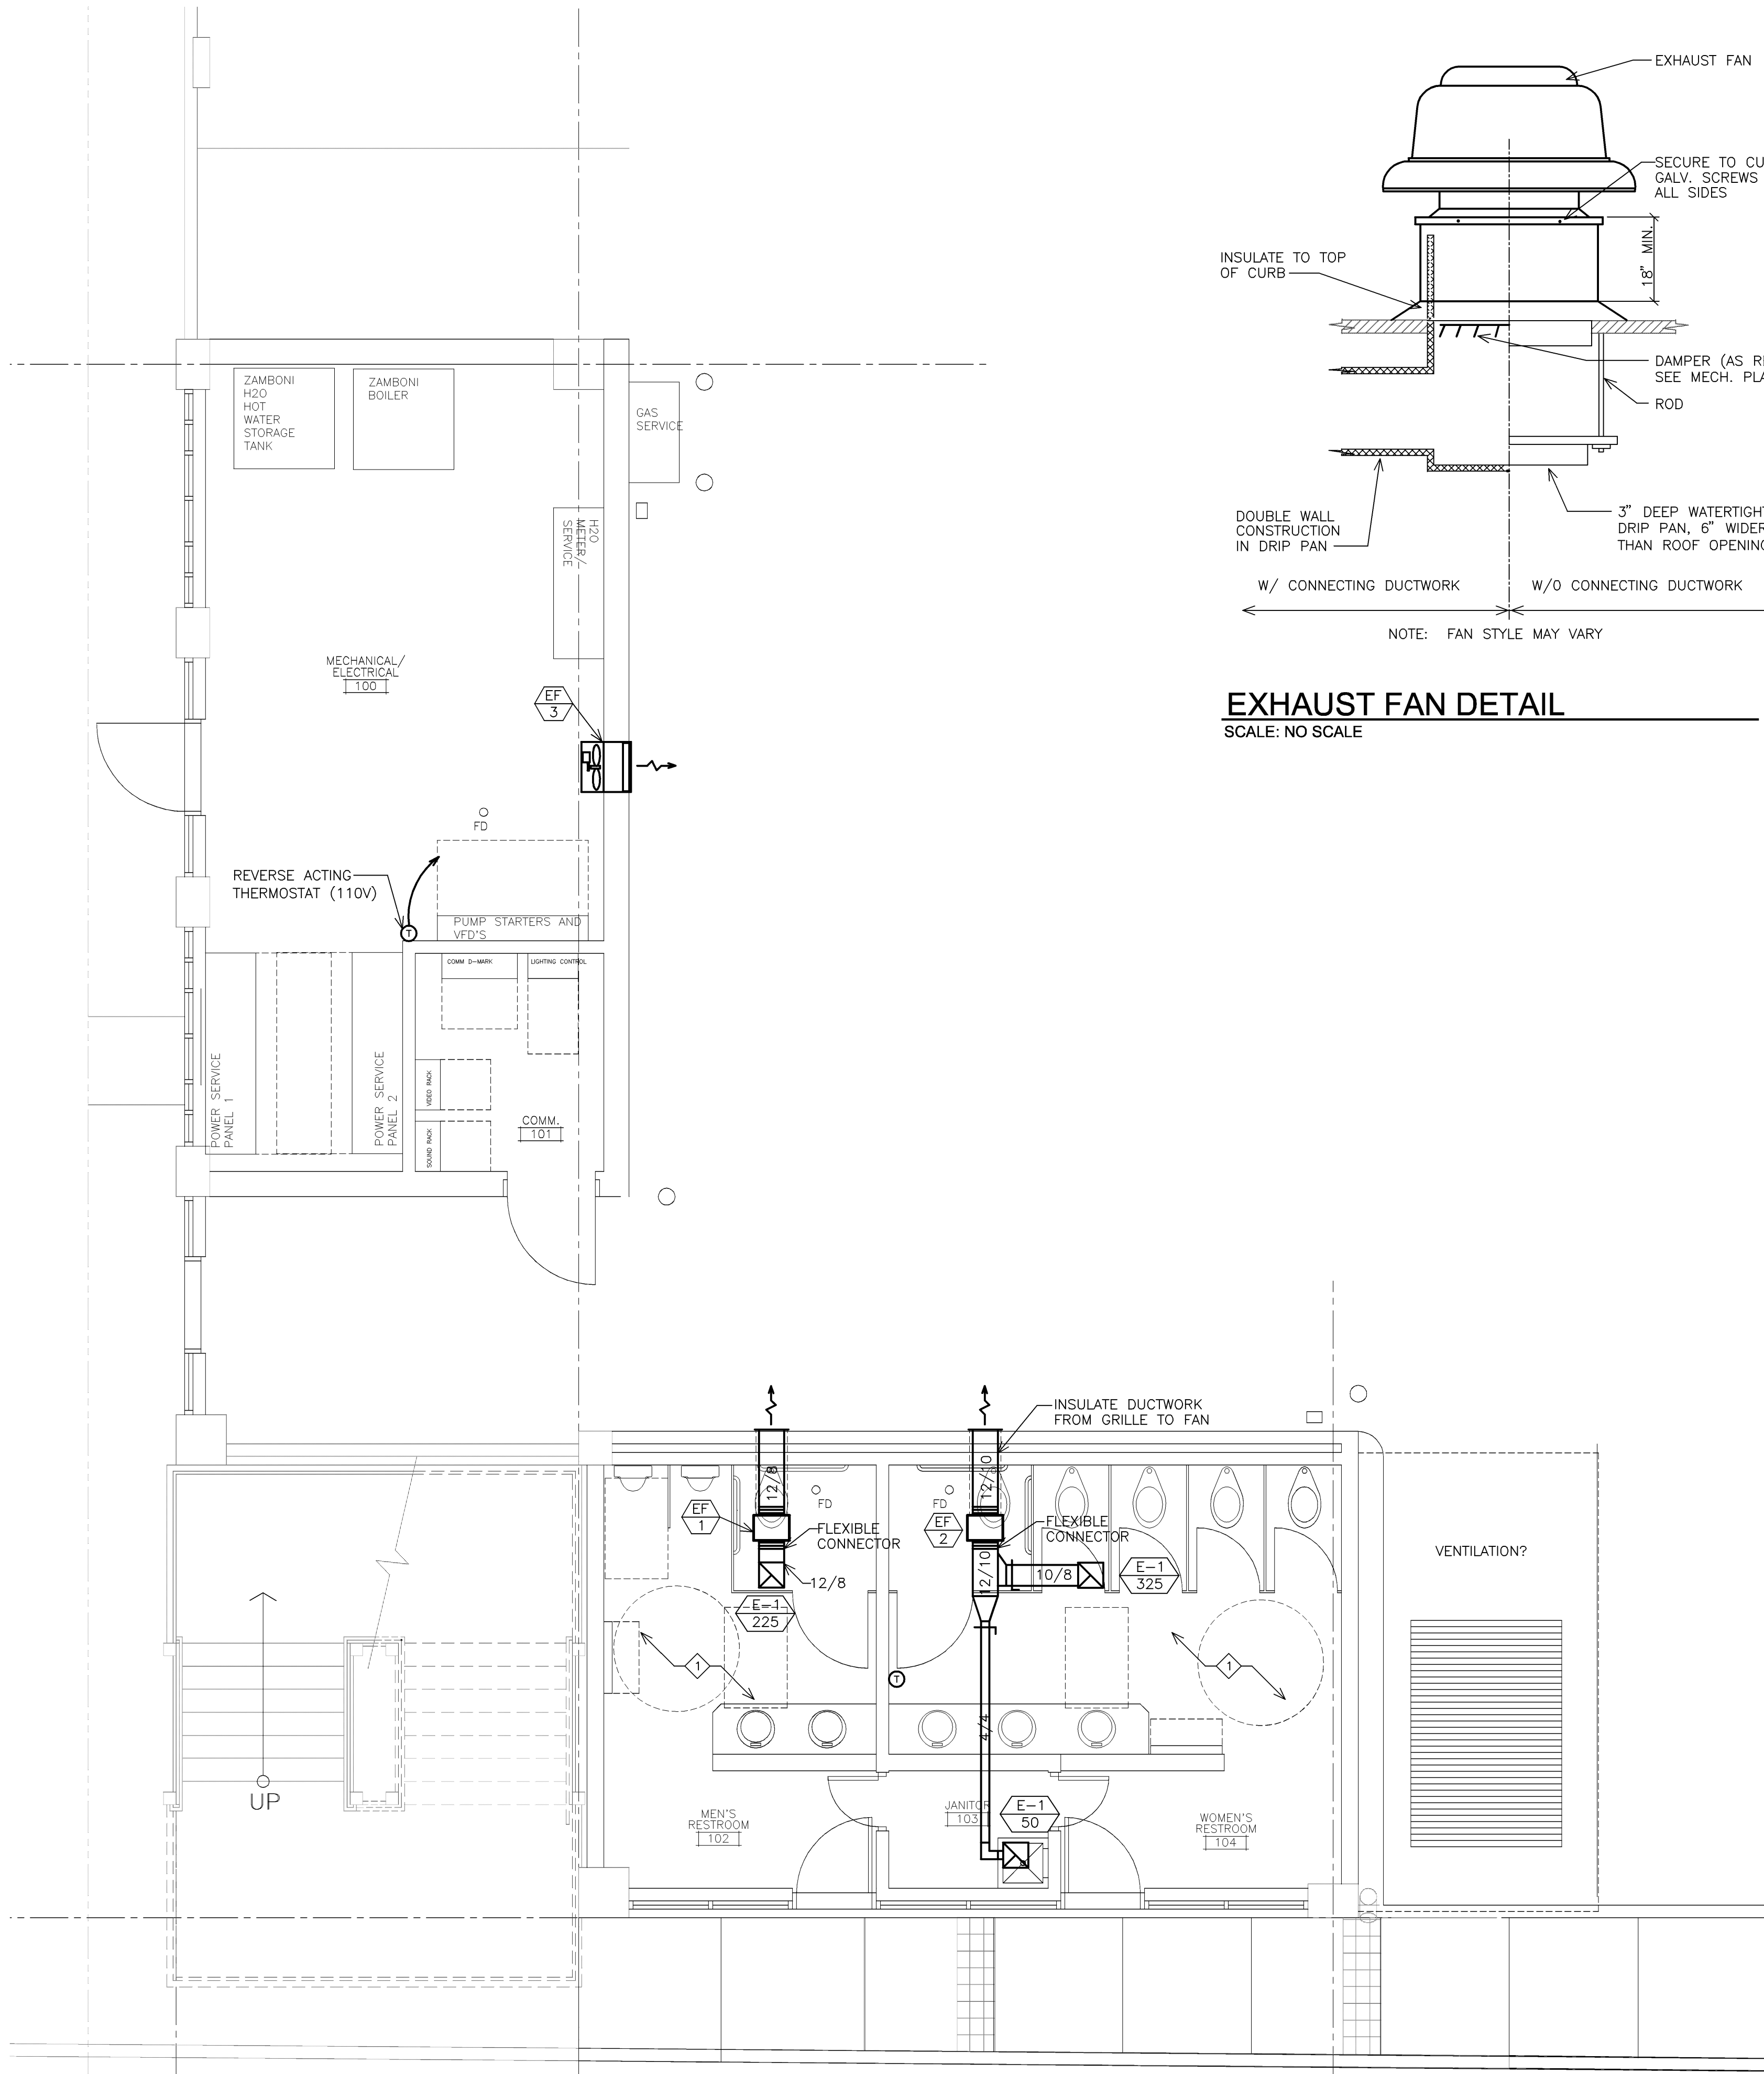 EXHAUST FAN
SECURE TO
GALV. SCREWS
ALL SIDES
18" MIN.
INSULATE TO TOP
OF CURB
DAMPER (AS
SEE MECH.
ROD
DOUBLE WALL
CONSTRUCTION
IN DRIP PAN
3" DEEP WATERTIGHT
DRIP PAN, 6" WIDER
THAN ROOF OPENING
W/ CONNECTING DUCTWORK
W/O CONNECTING DUCTWORK
NOTE: FAN STYLE MAY VARY
EXHAUST FAN DETAIL
SCALE: NO SCALE
ZAMBONI
H2O
HOT
WATER
STORAGE
TANK
ZAMBONI
BOILER
GAS
SERVICE
H2O
METER/
SERVICE
MECHANICAL/
ELECTRICAL
100
EF
3
FD
REVERSE ACTING
THERMOSTAT (110V)
T
PUMP STARTERS AND
VFD'S
COMM D-MARK
LIGHTING CONTROL
POWER SERVICE
PANEL 1
POWER SERVICE
PANEL 2
VIDEO RACK
SOUND RACK
COMM.
101
INSULATE DUCTWORK
FROM GRILLE TO FAN
12/8
12/10
FD
FD
EF
1
EF
2
FLEXIBLE
CONNECTOR
FLEXIBLE
CONNECTOR
12/8
12/10
10/8
E-1
325
E-1
225
VENTILATION?
1
1
T
4/4
UP
MEN'S
RESTROOM
102
JANITOR
103
E-1
50
WOMEN'S
RESTROOM
104